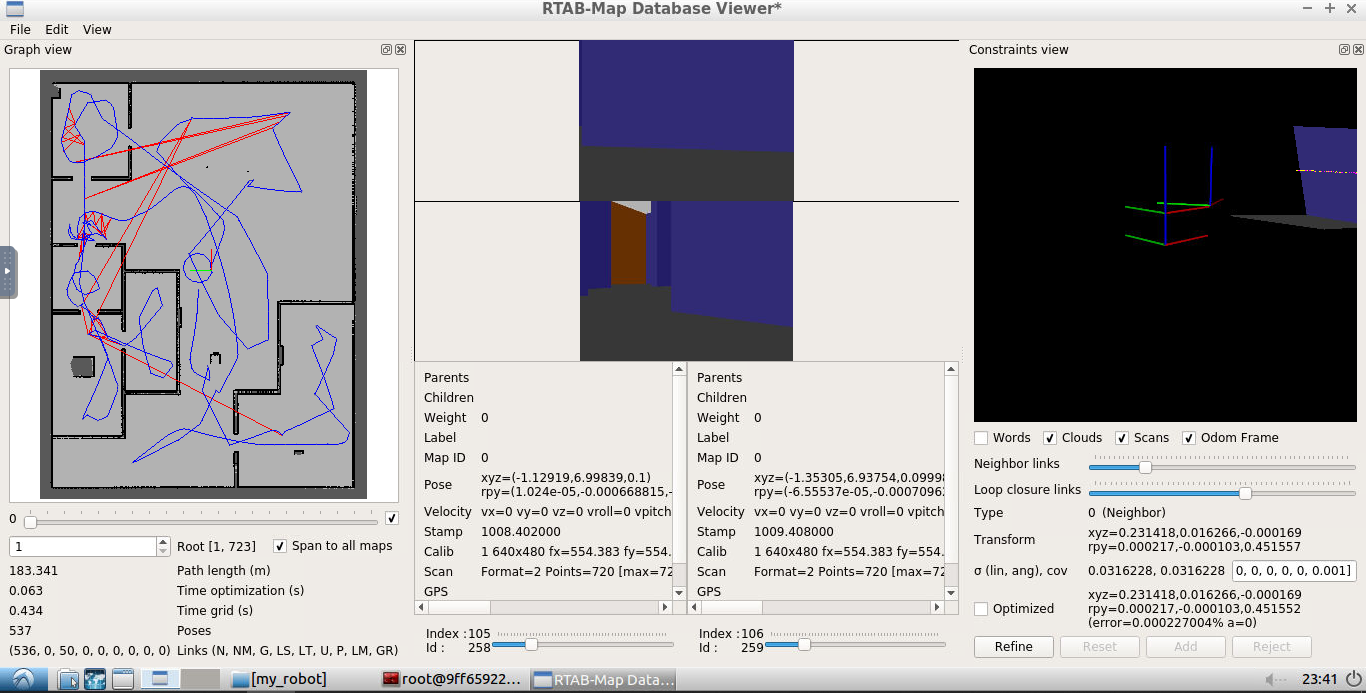 RTAB-Map Database Viewer*
File Edit View
Graph view
Constraints view
0
1
Root [1, 723]
Span to all maps
183.341 Path length (m)
0.063 Time optimization (s)
0.434 Time grid (s)
537 Poses
(536, 0, 50, 0, 0, 0, 0, 0, 0) Links (N, NM, G, LS, LT, U, P, LM, GR)
Parents
Children
Weight 0
Label
Map ID 0
Pose xyz=(-1.12919,6.99839,0.1)
rpy=(1.024e-05,-0.000668815,-
Velocity vx=0 vy=0 vz=0 vroll=0 vpitch
Stamp 1008.402000
Calib 1 640x480 fx=554.383 fy=554.
Scan Format=2 Points=720 [max=72
GPS
Index :105
Id : 258
Parents
Children
Weight 0
Label
Map ID 0
Pose xyz=(-1.35305,6.93754,0.0999
rpy=(-6.55537e-05,-0.000709
Velocity vx=0 vy=0 vz=0 vroll=0 vpitch
Stamp 1009.408000
Calib 1 640x480 fx=554.383 fy=554.
Scan Format=2 Points=720 [max=72
GPS
Index :106
Id : 259
Words Clouds Scans Odom Frame
Neighbor links
Loop closure links
Type 0 (Neighbor)
Transform xyz=0.231418,0.016266,-0.000169
rpy=0.000217,-0.000103,0.451557
σ (lin, ang), cov 0.0316228, 0.0316228 0, 0, 0, 0, 0, 0.001]
Optimized xyz=0.231418,0.016266,-0.000169
rpy=0.000217,-0.000103,0.451552
(error=0.000227004% a=0)
Refine Reset Add Reject
[my_robot] root@9ff65922... RTAB-Map Data... 23:41